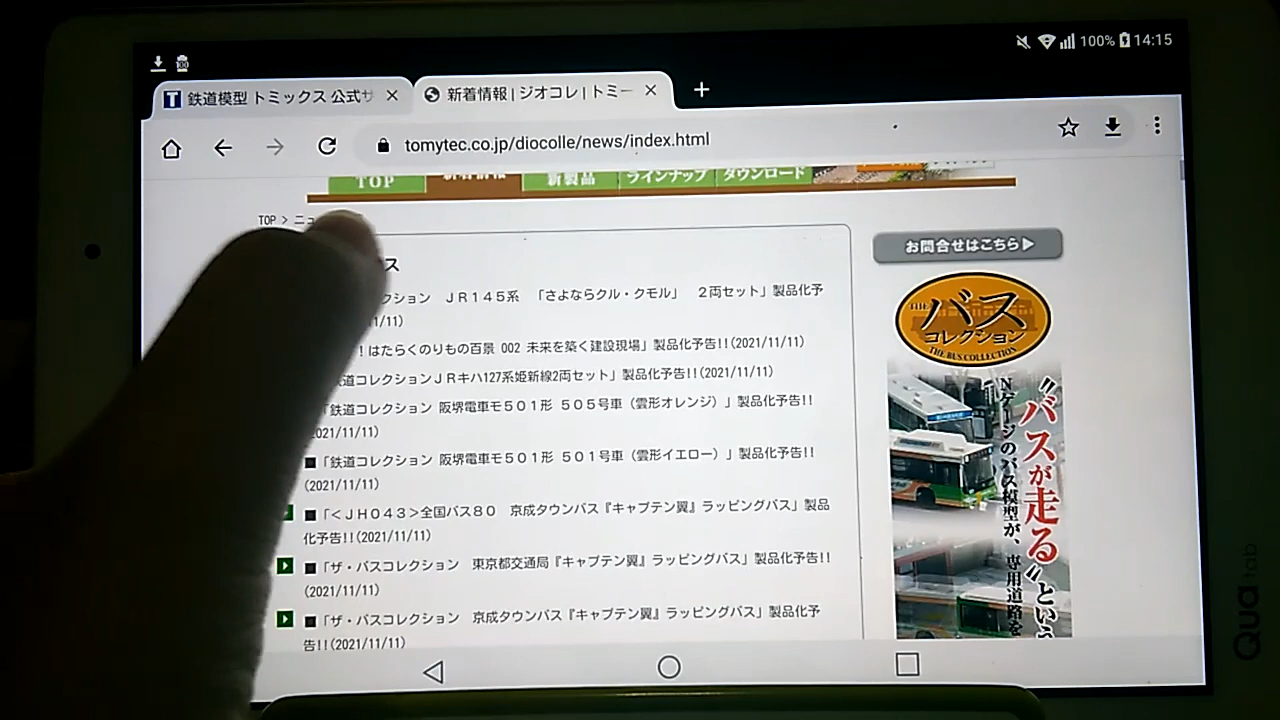 100% 14:15
鉄道模型 トミックス 公式サ
新着情報 | ジオコレ | トミー
tomytec.co.jp/diocolle/news/index.html
TOP 新着情報 新製品 ラインナップ ダウンロード
TOP > ニュ
ス
クション ＪＲ１４５系 「さよならクル・クモル」 ２両セット」製品化予
11/11)
！はたらくのりもの百景 002 未来を築く建設現場」製品化予告!!(2021/11/11)
道コレクションＪＲキハ127系姫新線2両セット」製品化予告!!(2021/11/11)
「鉄道コレクション 阪堺電車モ５０１形 ５０５号車（雲形オレンジ）」製品化予告!!
2021/11/11)
■「鉄道コレクション 阪堺電車モ５０１形 ５０１号車（雲形イエロー）」製品化予告!!
(2021/11/11)
■「＜ＪＨ０４３＞全国バス８０ 京成タウンバス『キャプテン翼』ラッピングバス」製品
化予告!!(2021/11/11)
■「ザ・バスコレクション 東京都交通局『キャプテン翼』ラッピングバス」製品化予告!!
(2021/11/11)
■「ザ・バスコレクション 京成タウンバス『キャプテン翼』ラッピングバス」製品化予
告!!(2021/11/11)
お問合せはこちら▶
THE
バス
コレクション
THE BUS COLLECTION
〝バスが走る〟という
Nゲージのバス模型が、専用道路を
Qua tab